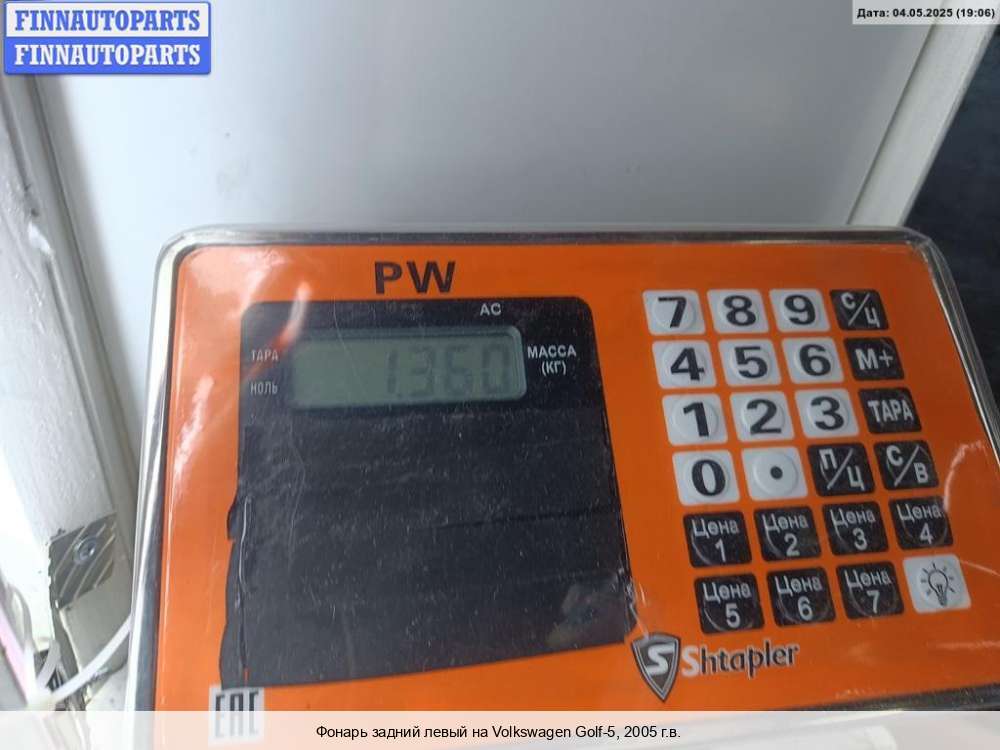 FINNAUTOPARTS
FINNAUTOPARTS
Дата: 04.05.2025 (19:06)
PW
AC
ТАРА
НОЛЬ
1.360
МАССА
(КГ)
7 8 9 С/Ц
4 5 6 М+
1 2 3 ТАРА
0 • П/Ц С/В
Цена 1 Цена 2 Цена 3 Цена 4
Цена 5 Цена 6 Цена 7
S Shtapler
EAC
Фонарь задний левый на Volkswagen Golf-5, 2005 г.в.